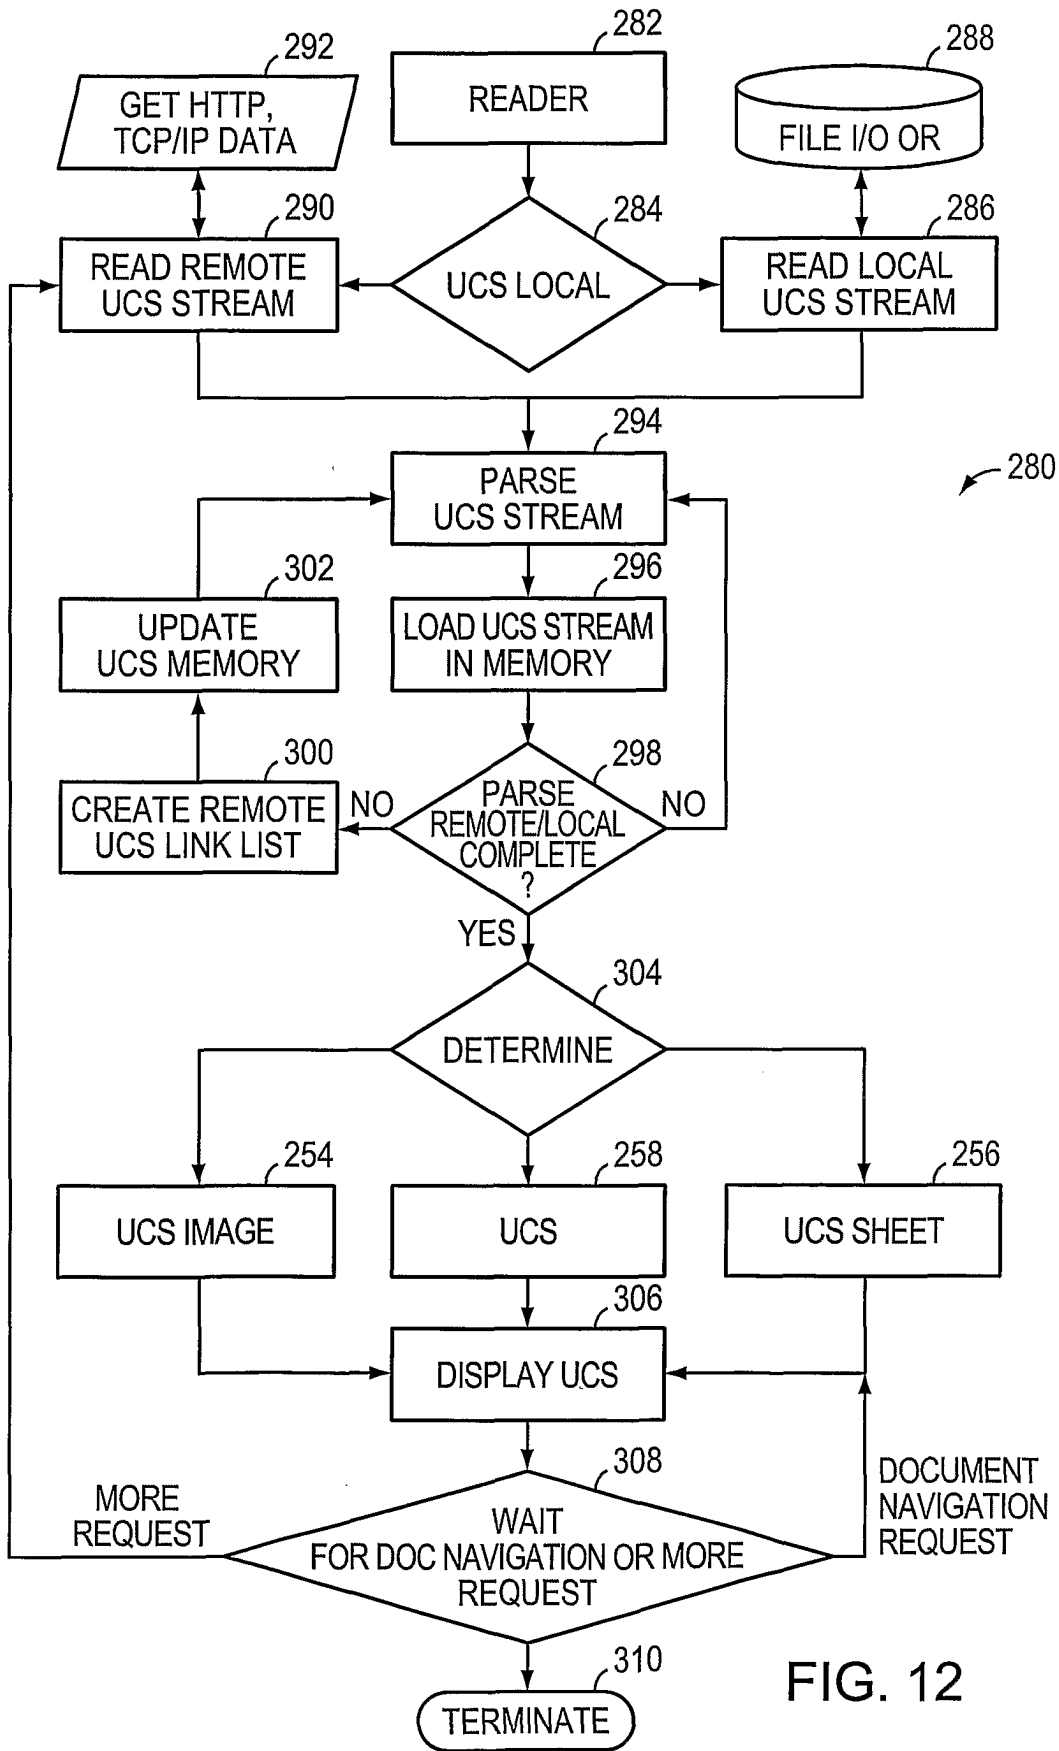 292
GET HTTP,
TCP/IP DATA
282
READER
288
FILE I/O OR
290
READ REMOTE
UCS STREAM
284
UCS LOCAL
286
READ LOCAL
UCS STREAM
294
PARSE
UCS STREAM
280
302
UPDATE
UCS MEMORY
296
LOAD UCS STREAM
IN MEMORY
300
CREATE REMOTE
UCS LINK LIST
NO
298
PARSE
REMOTE/LOCAL
COMPLETE
?
NO
YES
304
DETERMINE
254
UCS IMAGE
258
UCS
256
UCS SHEET
306
DISPLAY UCS
308
WAIT
FOR DOC NAVIGATION OR MORE
REQUEST
MORE
REQUEST
DOCUMENT
NAVIGATION
REQUEST
310
TERMINATE
FIG. 12